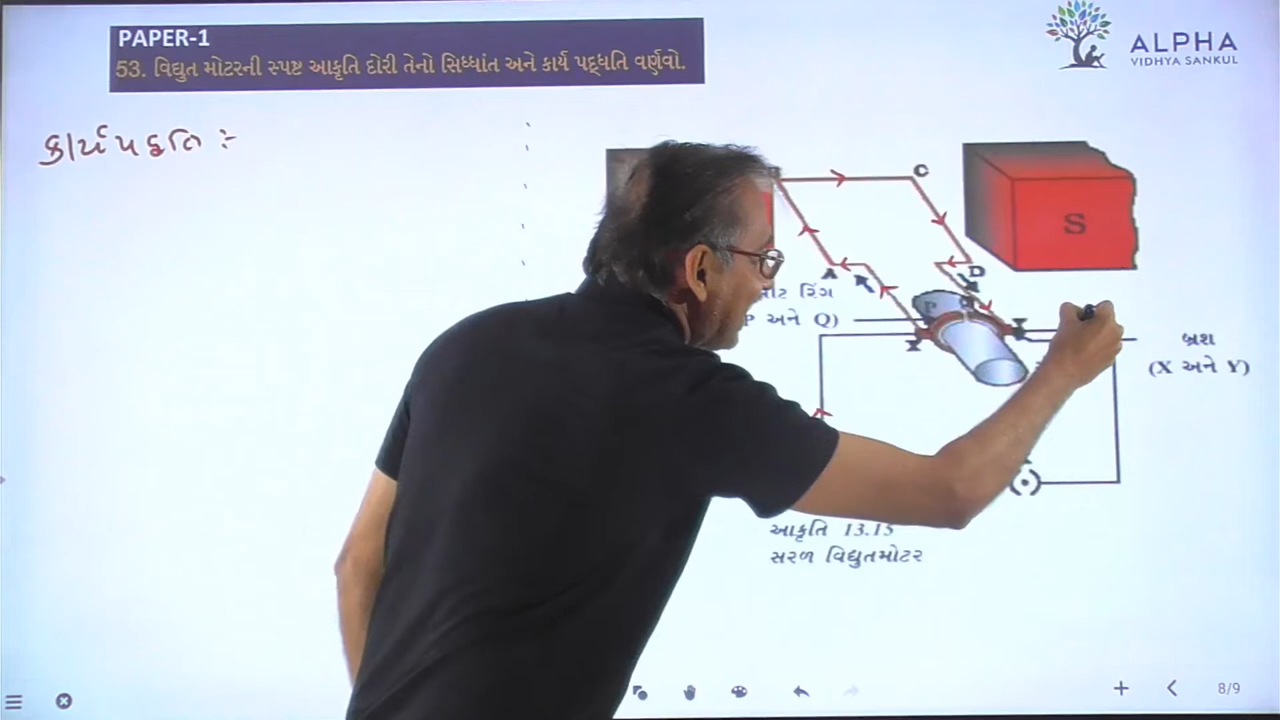 PAPER-1
53. વિદ્યુત મોટરની સ્પષ્ટ આકૃતિ દોરી તેનો સિધ્ધાંત અને કાર્ય પદ્ધતિ વર્ણવો.
ALPHA
VIDHYA SANKUL
કાર્યપદ્ધતિ :-
C
S
A
D
રિંગ
અને Q)
P
Q
X
બ્રશ
(X અને Y)
આકૃતિ 13.15
સરળ વિદ્યુતમોટર
8/9